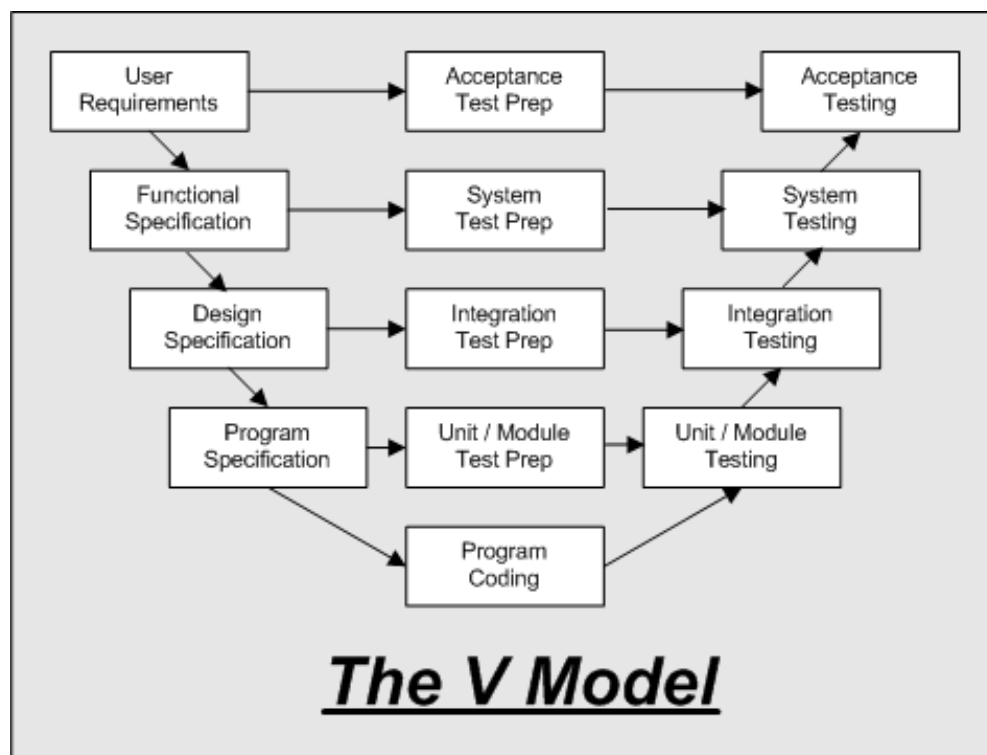 User
Requirements
Acceptance
Test Prep
Acceptance
Testing
Functional
Specification
System
Test Prep
System
Testing
Design
Specification
Integration
Test Prep
Integration
Testing
Program
Specification
Unit / Module
Test Prep
Unit / Module
Testing
Program
Coding
The V Model